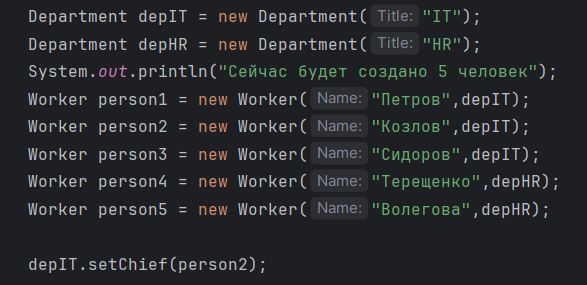 Department depIT = new Department( Title: "IT");
Department depHR = new Department( Title: "HR");
System.out.println("Сейчас будет создано 5 человек");
Worker person1 = new Worker( Name: "Петров",depIT);
Worker person2 = new Worker( Name: "Козлов",depIT);
Worker person3 = new Worker( Name: "Сидоров",depIT);
Worker person4 = new Worker( Name: "Терещенко",depHR);
Worker person5 = new Worker( Name: "Волегова",depHR);
depIT.setChief(person2);